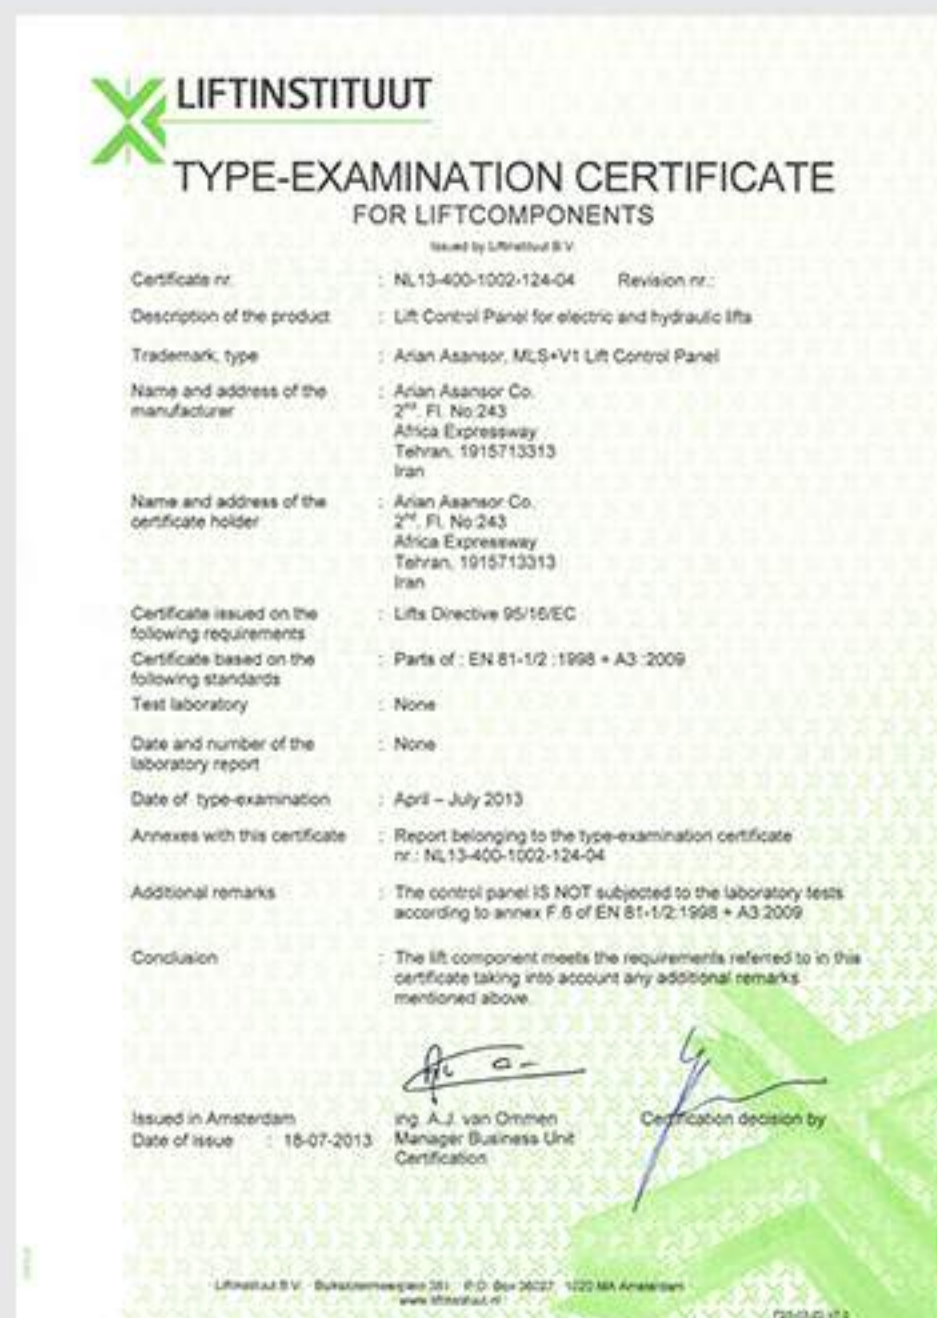 LIFTINSTITUUT
TYPE-EXAMINATION CERTIFICATE
FOR LIFTCOMPONENTS
Issued by Liftinstituut B.V.
Certificate nr. : NL13-400-1002-124-04 Revision nr.:
Description of the product : Lift Control Panel for electric and hydraulic lifts
Trademark, type : Arian Asansor, MLS+V1 Lift Control Panel
Name and address of the : Arian Asansor Co.
manufacturer 2nd. Fl. No:243
Africa Expressway
Tehran, 1915713313
Iran
Name and address of the : Arian Asansor Co.
certificate holder 2nd. Fl. No:243
Africa Expressway
Tehran, 1915713313
Iran
Certificate issued on the : Lifts Directive 95/16/EC
following requirements
Certificate based on the : Parts of : EN 81-1/2 :1998 + A3 :2009
following standards
Test laboratory : None
Date and number of the : None
laboratory report
Date of type-examination : April – July 2013
Annexes with this certificate : Report belonging to the type-examination certificate
nr.: NL13-400-1002-124-04
Additional remarks : The control panel IS NOT subjected to the laboratory tests
according to annex F.6 of EN 81-1/2:1998 + A3:2009
Conclusion : The lift component meets the requirements referred to in this
certificate taking into account any additional remarks
mentioned above.
Issued in Amsterdam ing. A.J. van Ommen Certification decision by
Date of issue : 18-07-2013 Manager Business Unit
Certification
Liftinstituut B.V. 381 P.O. Box 36027 1020 MA Amsterdam
www.liftinstituut.nl